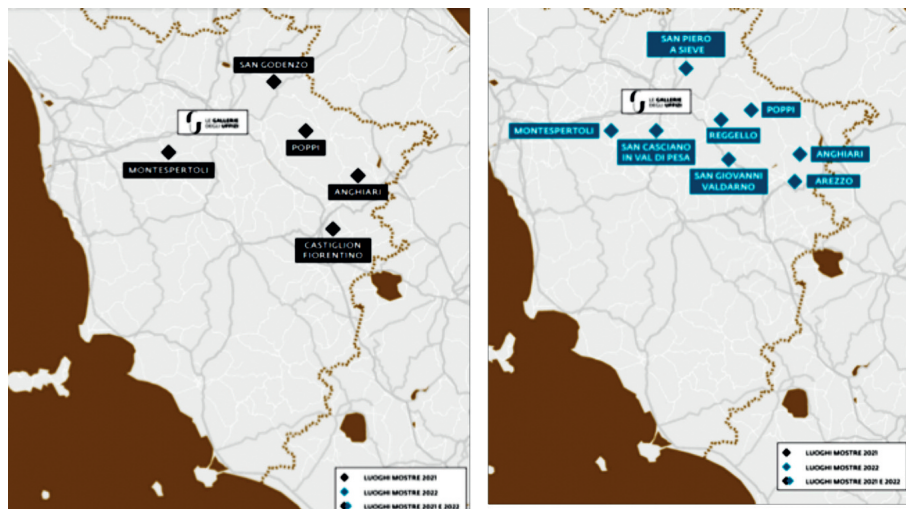 SAN GODENZO
LE GALLERIE
DEGLI UFFIZI
POPPI
MONTESPERTOLI
ANGHIARI
CASTIGLION
FIORENTINO
LUOGHI MOSTRE 2021
LUOGHI MOSTRE 2022
LUOGHI MOSTRE 2021 E 2022
SAN PIERO
A SIEVE
LE GALLERIE
DEGLI UFFIZI
POPPI
REGGELLO
MONTESPERTOLI
SAN CASCIANO
IN VAL DI PESA
ANGHIARI
SAN GIOVANNI
VALDARNO
AREZZO
LUOGHI MOSTRE 2021
LUOGHI MOSTRE 2022
LUOGHI MOSTRE 2021 E 2022